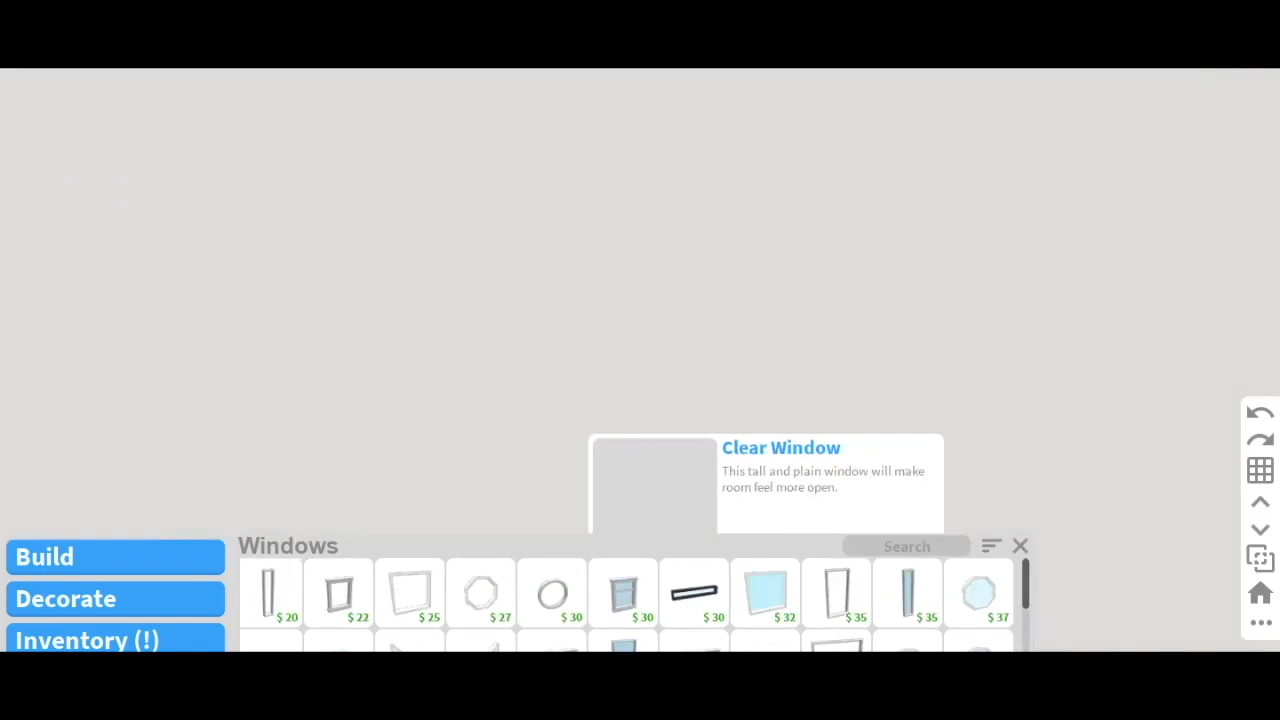 Clear Window
This tall and plain window will make
room feel more open.
Build
Windows
Search
Decorate
$ 20
$ 22
$ 25
$ 27
$ 30
$ 30
$ 30
$ 32
$ 35
$ 35
$ 37
Inventory (!)